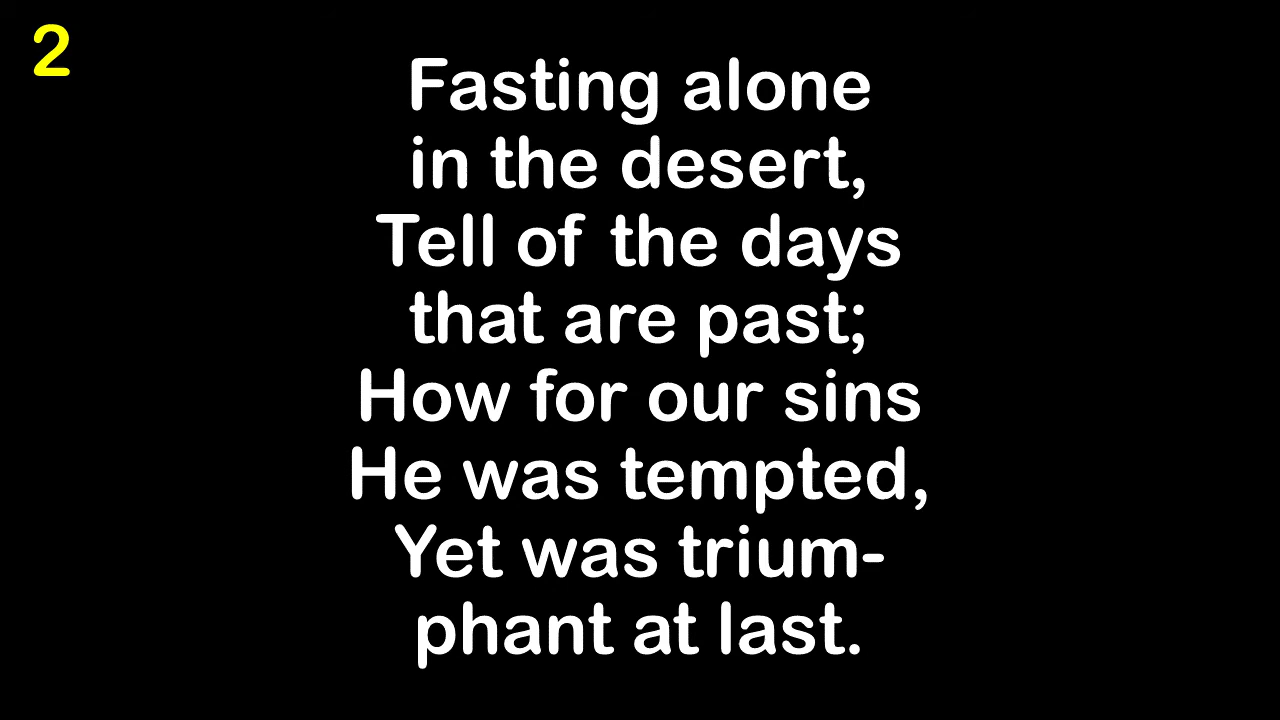 2
Fasting alone
in the desert,
Tell of the days
that are past;
How for our sins
He was tempted,
Yet was trium-
phant at last.